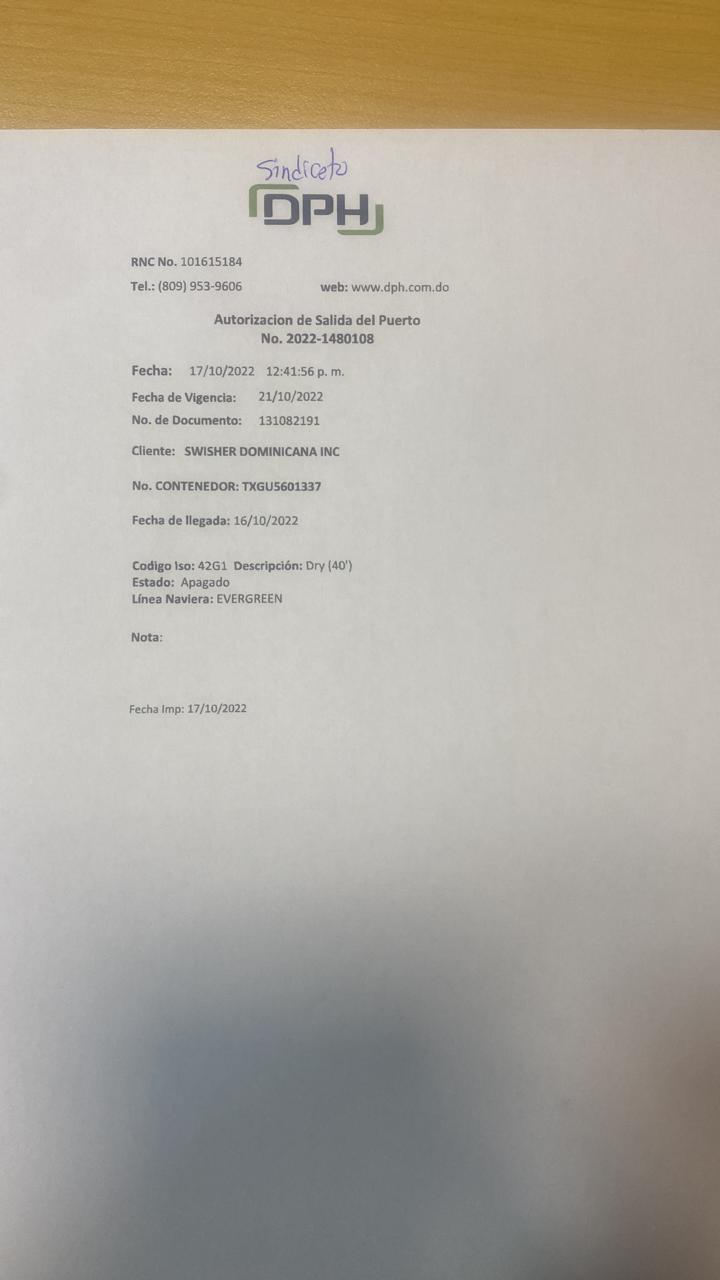 Sindicato
DPH
RNC No. 101615184
Tel.: (809) 953-9606 web: www.dph.com.do
Autorizacion de Salida del Puerto
No. 2022-1480108
Fecha: 17/10/2022 12:41:56 p. m.
Fecha de Vigencia: 21/10/2022
No. de Documento: 131082191
Cliente: SWISHER DOMINICANA INC
No. CONTENEDOR: TXGU5601337
Fecha de llegada: 16/10/2022
Codigo Iso: 42G1 Descripción: Dry (40')
Estado: Apagado
Línea Naviera: EVERGREEN
Nota:
Fecha Imp: 17/10/2022